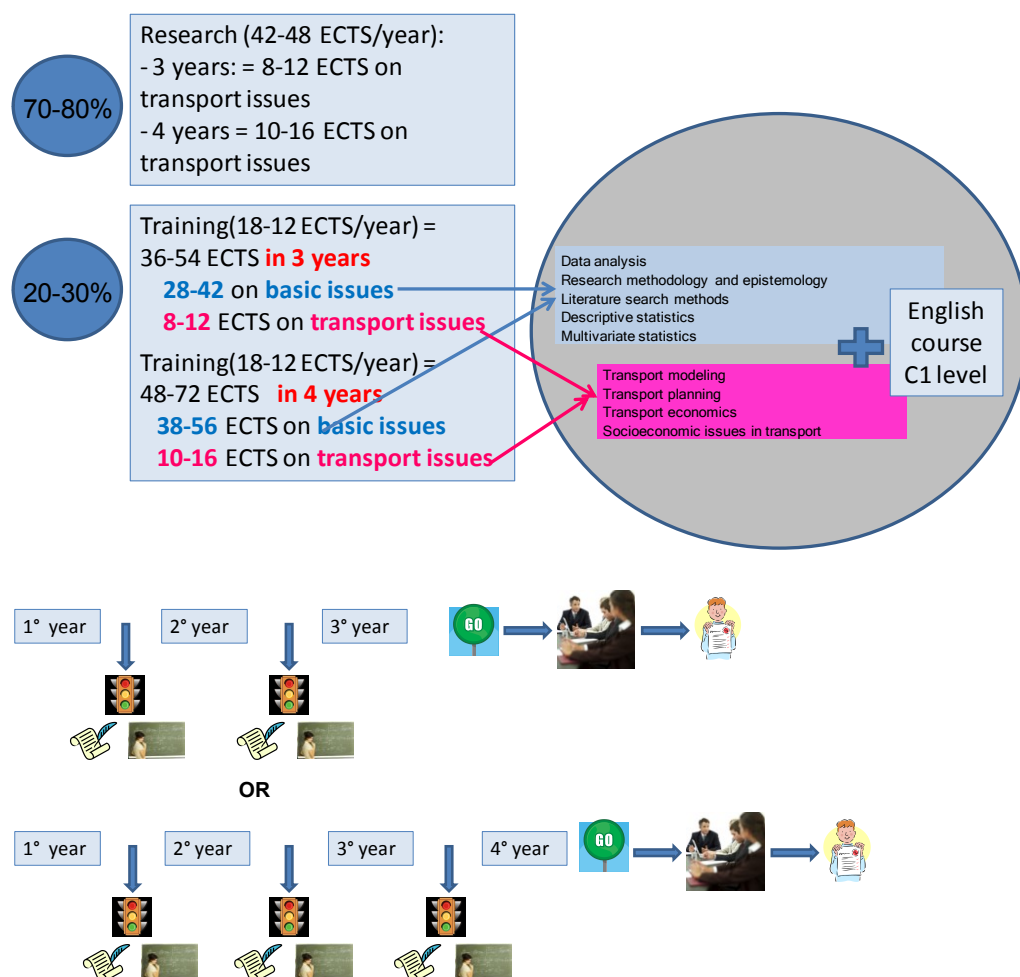 70-80%
Research (42-48 ECTS/year):
- 3 years: = 8-12 ECTS on
transport issues
- 4 years = 10-16 ECTS on
transport issues
20-30%
Training(18-12 ECTS/year) =
36-54 ECTS in 3 years
28-42 on basic issues
8-12 ECTS on transport issues
Training(18-12 ECTS/year) =
48-72 ECTS in 4 years
38-56 ECTS on basic issues
10-16 ECTS on transport issues
Data analysis
Research methodology and epistemology
Literature search methods
Descriptive statistics
Multivariate statistics
Transport modeling
Transport planning
Transport economics
Socioeconomic issues in transport
English
course
C1 level
1° year
2° year
3° year
GO
OR
1° year
2° year
3° year
4° year
GO